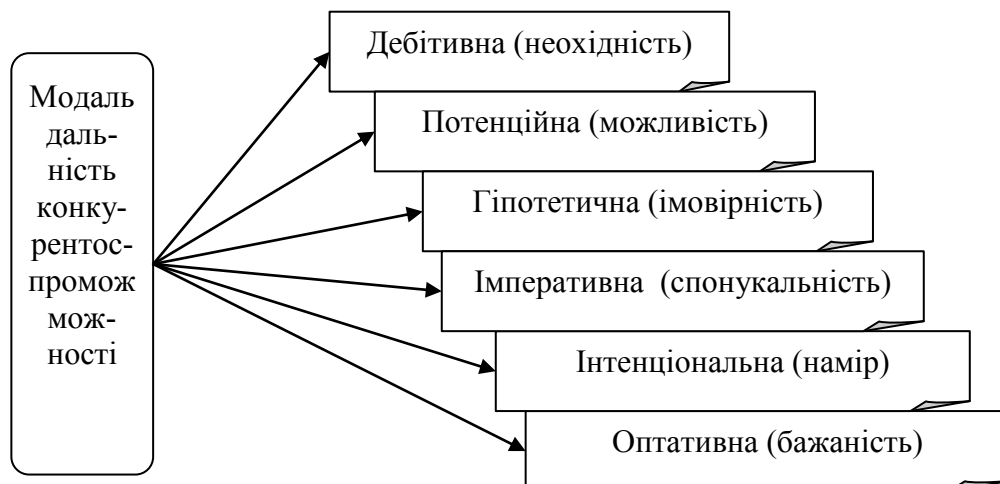 Модаль
даль-
ність
конку-
рентос-
промож
мож-
ності
Дебітивна (неохідність)
Потенційна (можливість)
Гіпотетична (імовірність)
Імперативна (спонукальність)
Інтенціональна (намір)
Оптативна (бажаність)